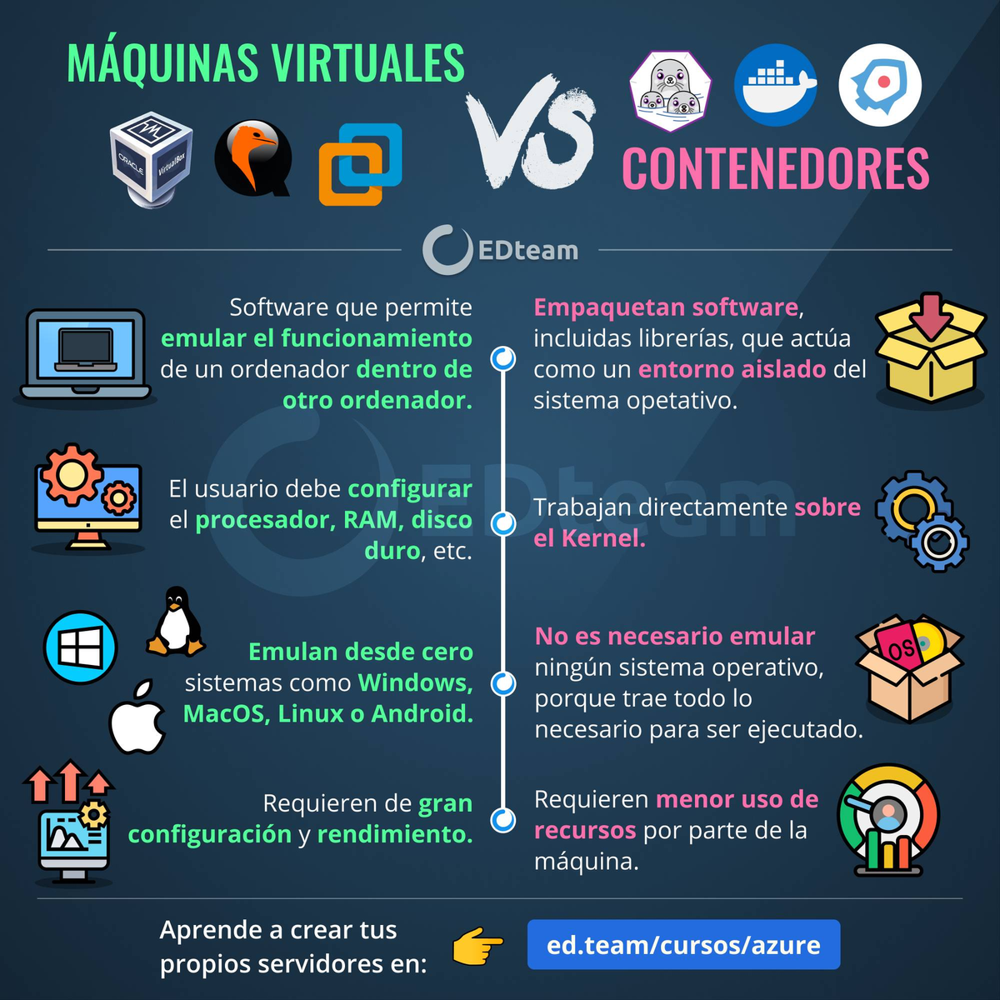 MÁQUINAS VIRTUALES
VS
CONTENEDORES
ORACLE
VirtualBox
EDteam
Software que permite
emular el funcionamiento
de un ordenador dentro de
otro ordenador.
Empaquetan software,
incluidas librerías, que actúa
como un entorno aislado del
sistema opetativo.
El usuario debe configurar
el procesador, RAM, disco
duro, etc.
Trabajan directamente sobre
el Kernel.
EDteam
Emulan desde cero
sistemas como Windows,
MacOS, Linux o Android.
No es necesario emular
ningún sistema operativo,
porque trae todo lo
necesario para ser ejecutado.
OS
Requieren de gran
configuración y rendimiento.
Requieren menor uso de
recursos por parte de la
máquina.
Aprende a crear tus
propios servidores en:
ed.team/cursos/azure